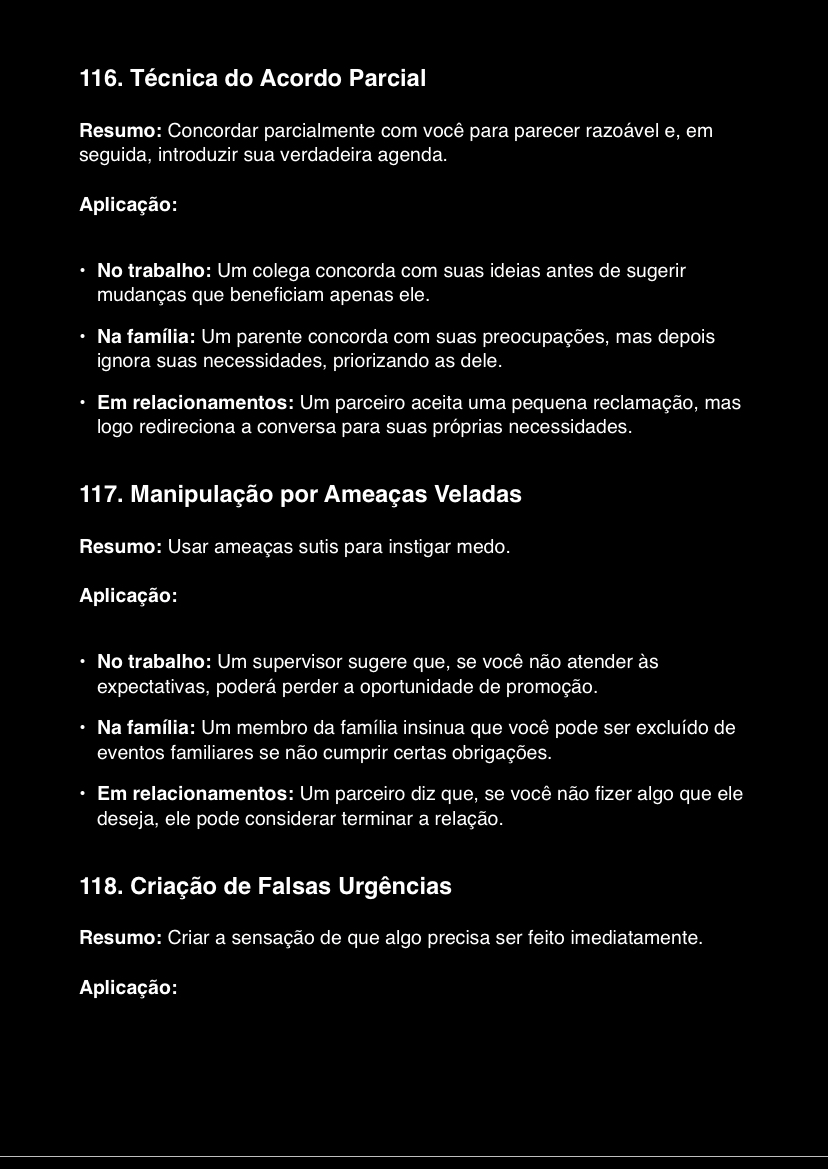 116. Técnica do Acordo Parcial
Resumo: Concordar parcialmente com você para parecer razoável e, em
seguida, introduzir sua verdadeira agenda.
Aplicação:
• No trabalho: Um colega concorda com suas ideias antes de sugerir
mudanças que beneficiam apenas ele.
• Na família: Um parente concorda com suas preocupações, mas depois
ignora suas necessidades, priorizando as dele.
• Em relacionamentos: Um parceiro aceita uma pequena reclamação, mas
logo redireciona a conversa para suas próprias necessidades.
117. Manipulação por Ameaças Veladas
Resumo: Usar ameaças sutis para instigar medo.
Aplicação:
• No trabalho: Um supervisor sugere que, se você não atender às
expectativas, poderá perder a oportunidade de promoção.
• Na família: Um membro da família insinua que você pode ser excluído de
eventos familiares se não cumprir certas obrigações.
• Em relacionamentos: Um parceiro diz que, se você não fizer algo que ele
deseja, ele pode considerar terminar a relação.
118. Criação de Falsas Urgências
Resumo: Criar a sensação de que algo precisa ser feito imediatamente.
Aplicação: